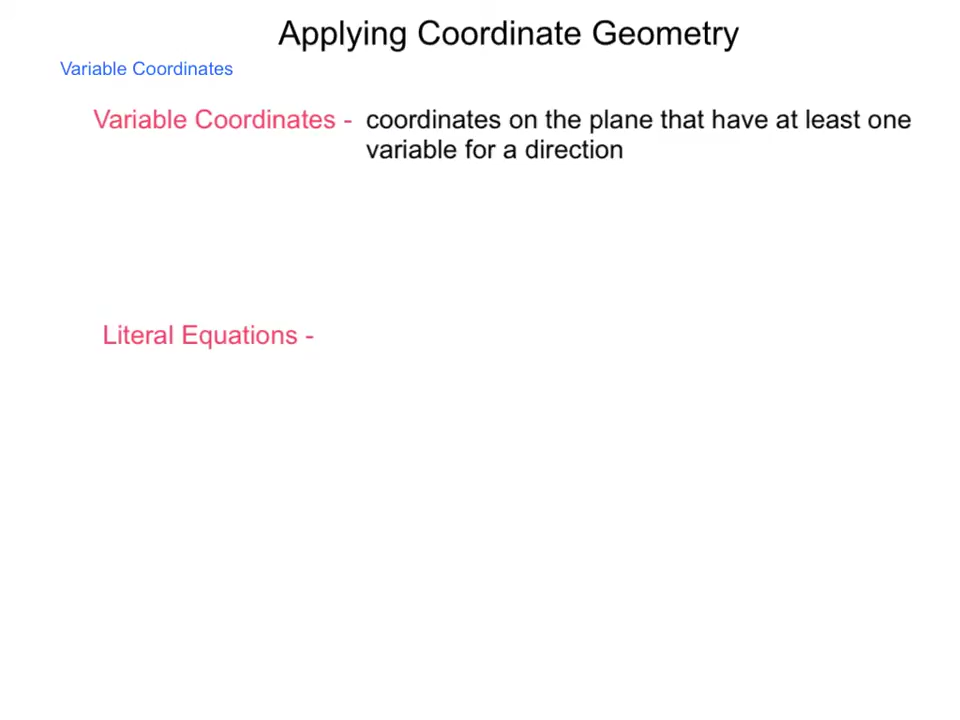 Applying Coordinate Geometry
Variable Coordinates
Variable Coordinates - coordinates on the plane that have at least one
variable for a direction
Literal Equations -